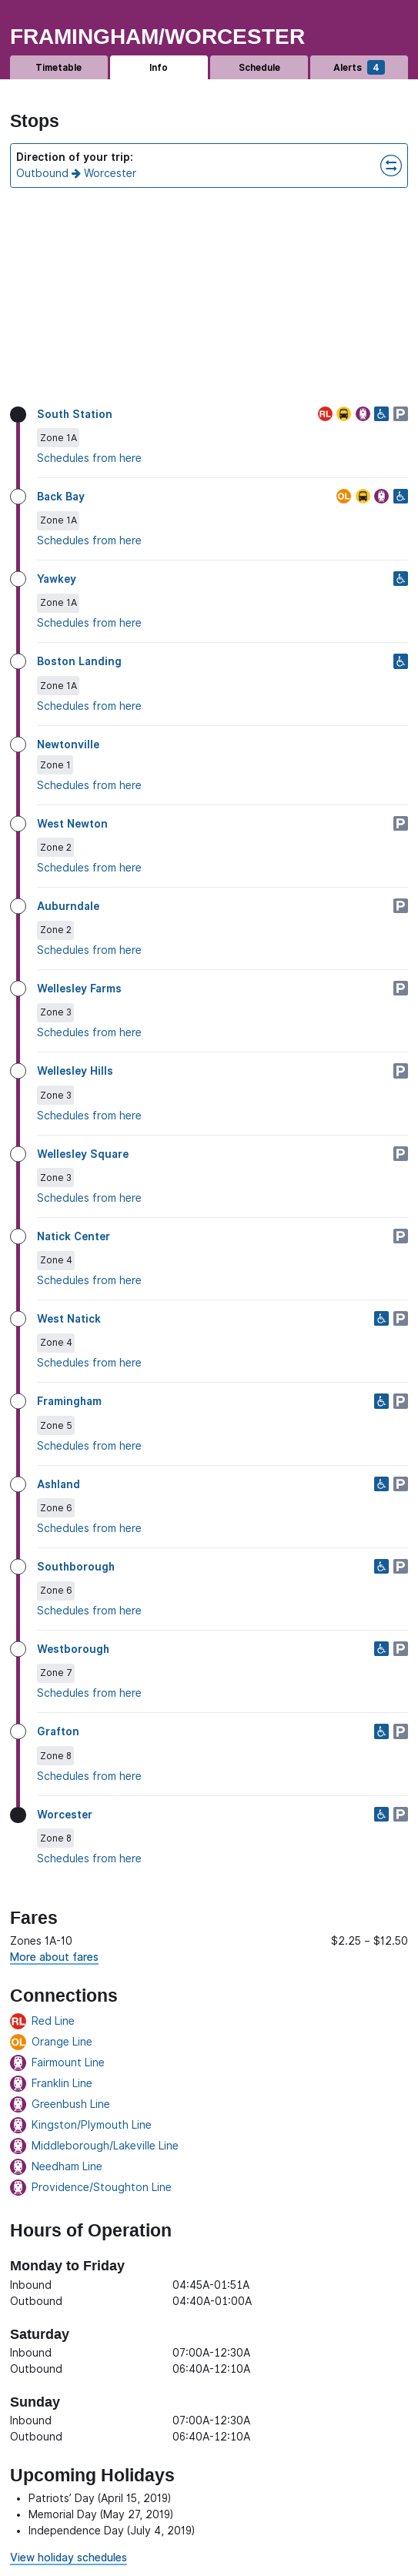 FRAMINGHAM/WORCESTER
Timetable
Info
Schedule
Alerts 4
Stops
Direction of your trip:
Outbound Worcester
South Station
RL
P
Zone 1A
Schedules from here
Back Bay
OL
Zone 1A
Schedules from here
Yawkey
Zone 1A
Schedules from here
Boston Landing
Zone 1A
Schedules from here
Newtonville
Zone 1
Schedules from here
West Newton
P
Zone 2
Schedules from here
Auburndale
P
Zone 2
Schedules from here
Wellesley Farms
P
Zone 3
Schedules from here
Wellesley Hills
P
Zone 3
Schedules from here
Wellesley Square
P
Zone 3
Schedules from here
Natick Center
P
Zone 4
Schedules from here
West Natick
P
Zone 4
Schedules from here
Framingham
P
Zone 5
Schedules from here
Ashland
P
Zone 6
Schedules from here
Southborough
P
Zone 6
Schedules from here
Westborough
P
Zone 7
Schedules from here
Grafton
P
Zone 8
Schedules from here
Worcester
P
Zone 8
Schedules from here
Fares
Zones 1A-10 $2.25 – $12.50
More about fares
Connections
RL Red Line
OL Orange Line
Fairmount Line
Franklin Line
Greenbush Line
Kingston/Plymouth Line
Middleborough/Lakeville Line
Needham Line
Providence/Stoughton Line
Hours of Operation
Monday to Friday
Inbound 04:45A-01:51A
Outbound 04:40A-01:00A
Saturday
Inbound 07:00A-12:30A
Outbound 06:40A-12:10A
Sunday
Inbound 07:00A-12:30A
Outbound 06:40A-12:10A
Upcoming Holidays
• Patriots’ Day (April 15, 2019)
• Memorial Day (May 27, 2019)
• Independence Day (July 4, 2019)
View holiday schedules